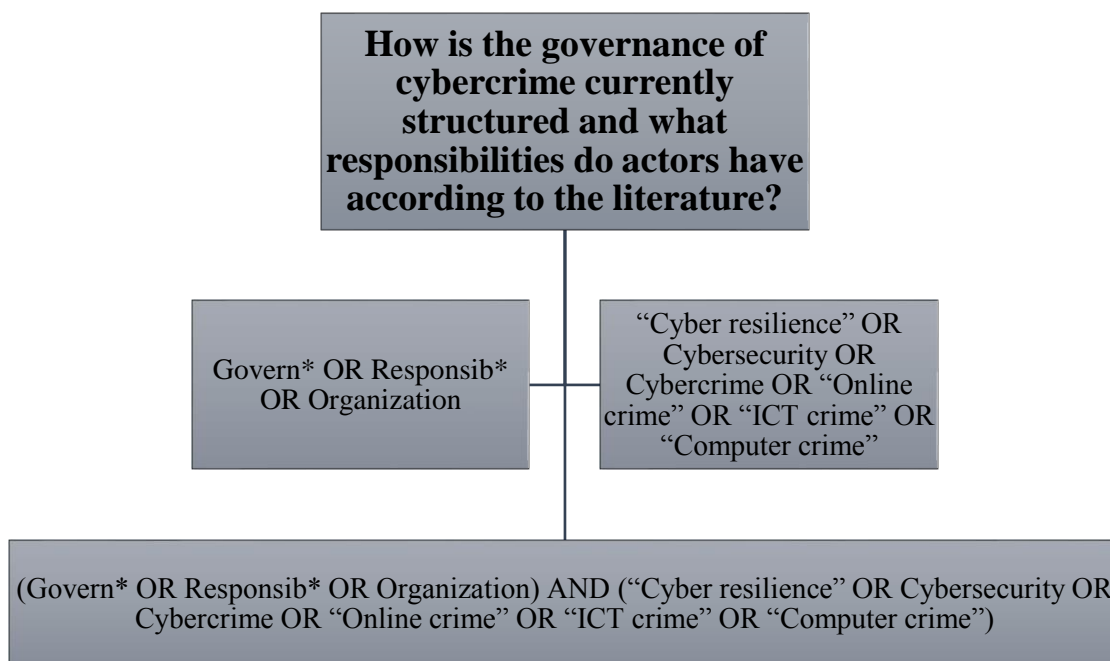 How is the governance of
cybercrime currently
structured and what
responsibilities do actors have
according to the literature?
Govern* OR Responsib*
OR Organization
“Cyber resilience” OR
Cybersecurity OR
Cybercrime OR “Online
crime” OR “ICT crime” OR
“Computer crime”
(Govern* OR Responsib* OR Organization) AND (“Cyber resilience” OR Cybersecurity OR
Cybercrime OR “Online crime” OR “ICT crime” OR “Computer crime”)